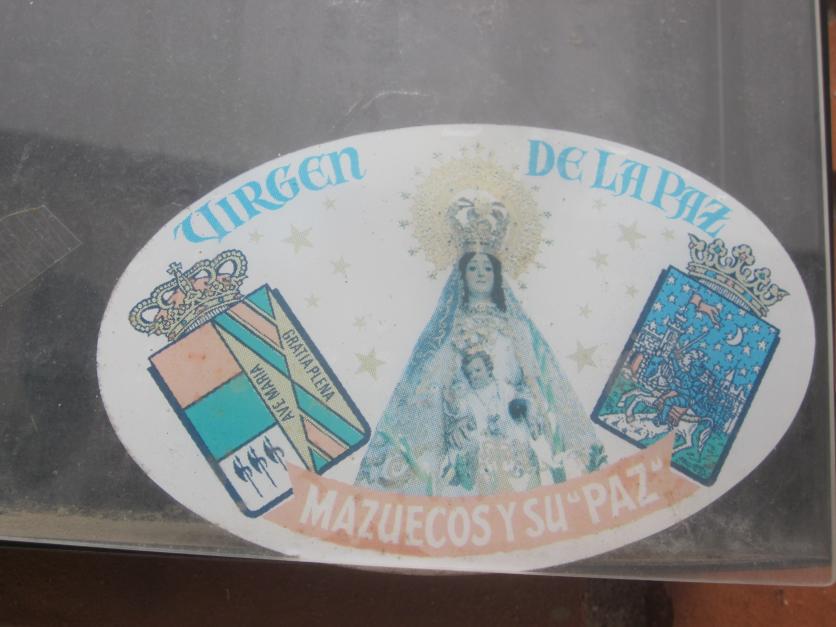 VIRGEN DE LA PAZ
GRATIA PLENA
AVE MARIA
MAZUECOS Y SU "PAZ"